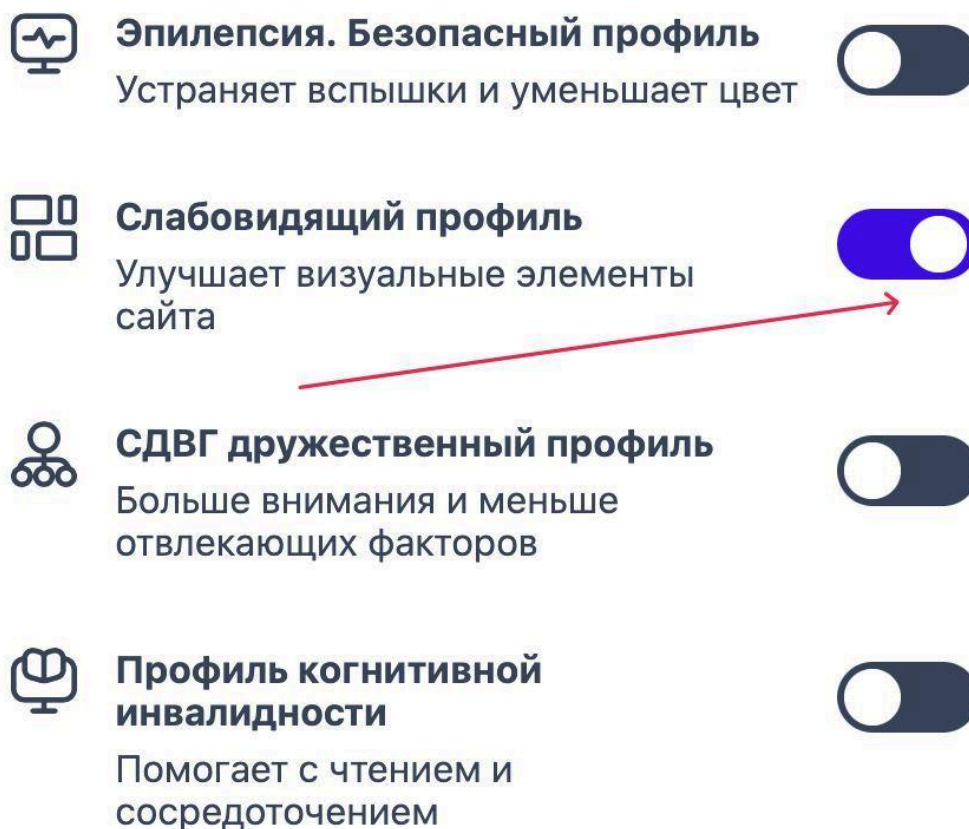 Эпилепсия. Безопасный профиль
Устраняет вспышки и уменьшает цвет
Слабовидящий профиль
Улучшает визуальные элементы
сайта
СДВГ дружественный профиль
Больше внимания и меньше
отвлекающих факторов
Профиль когнитивной
инвалидности
Помогает с чтением и
сосредоточением